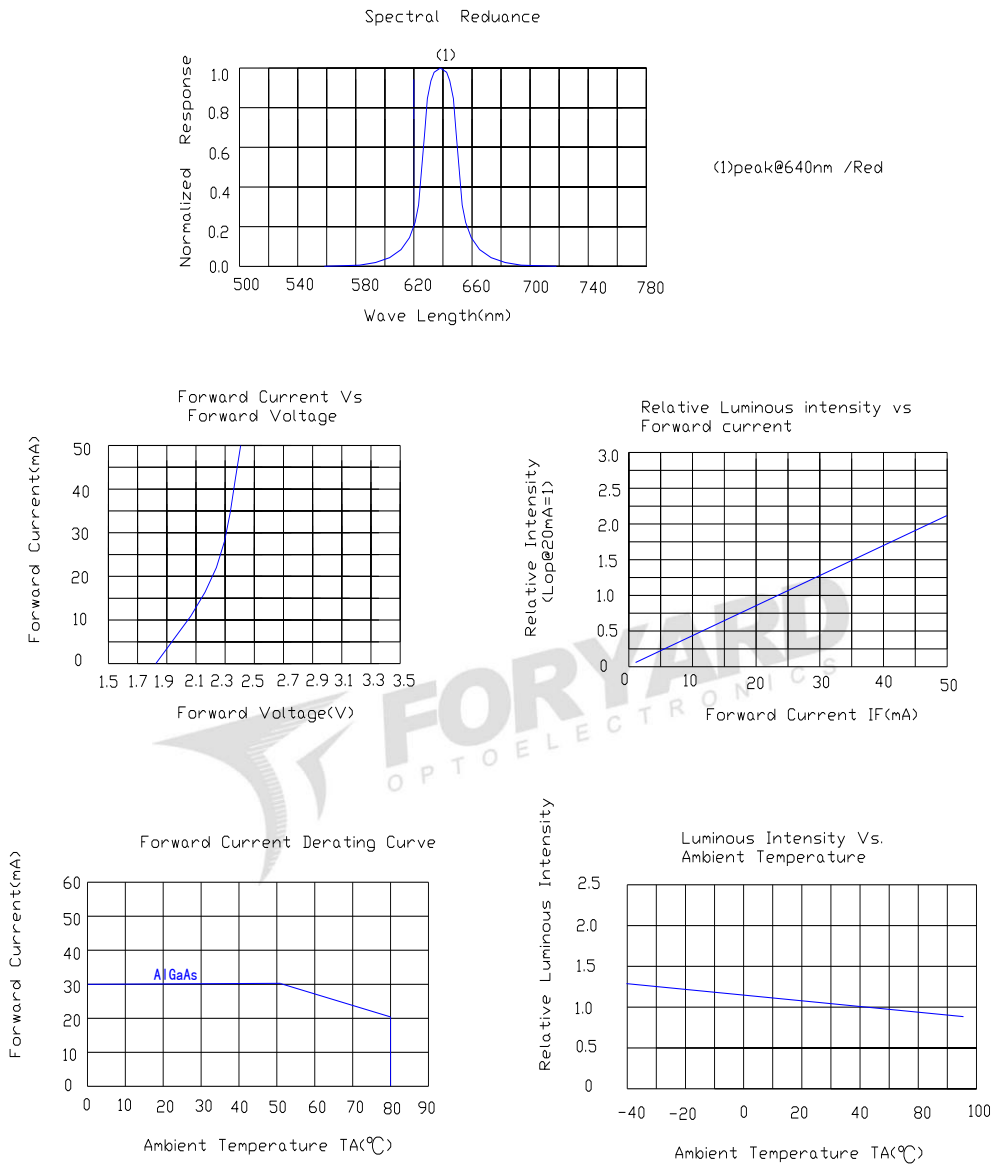 Spectral Reduance
(1)
Normalized Response
1.0
0.8
0.6
0.4
0.2
0.0
500 540 580 620 660 700 740 780
Wave Length(nm)
(1)peak@640nm /Red
Forward Current Vs
Forward Voltage
Forward Current(mA)
50
40
30
20
10
0
1.5 1.7 1.9 2.1 2.3 2.5 2.7 2.9 3.1 3.3 3.5
Forward Voltage(V)
Relative Luminous intensity vs
Forward current
Relative Intensity
(Lop@20mA=1)
3.0
2.5
2.0
1.5
1.0
0.5
0
0 10 20 30 40 50
Forward Current IF(mA)
FORYARD
OPTOELECTRONICS
Forward Current Derating Curve
Forward Current(mA)
60
50
40
30
20
10
0
AlGaAs
0 10 20 30 40 50 60 70 80 90
Ambient Temperature TA(℃)
Luminous Intensity Vs.
Ambient Temperature
Relative Luminous Intensity
2.5
2.0
1.5
1.0
0.5
0
-40 -20 0 20 40 80 100
Ambient Temperature TA(℃)